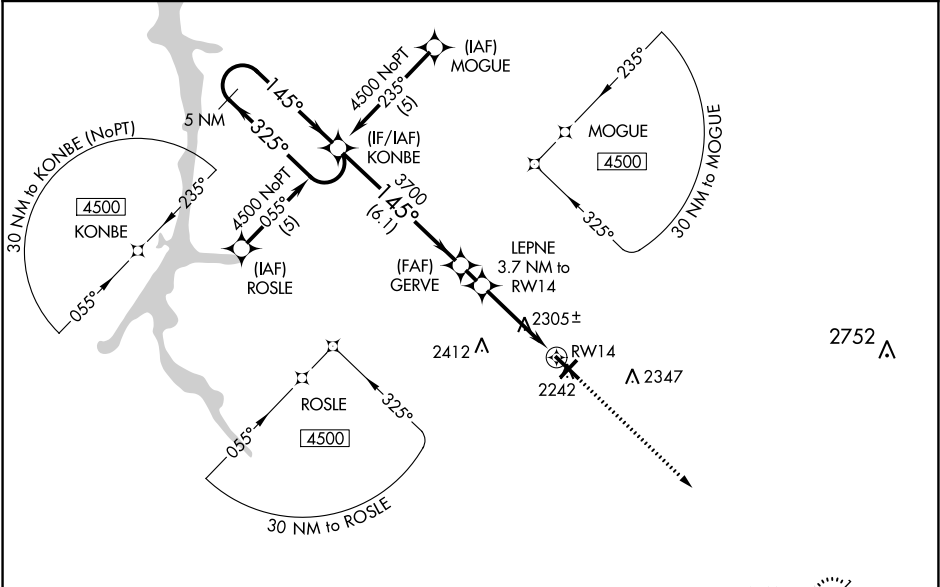 (IAF)
MOGUE
4500 NoPT
235°
(5)
145°
5 NM
325°
(IF/IAF)
KONBE
4500 NoPT
055°
(5)
(IAF)
ROSLE
3700
145°
(6.1)
(FAF)
GERVE
LEPNE
3.7 NM to
RW14
2305±
2412
RW14
2242
2347
2752
30 NM to KONBE (NoPT)
4500
KONBE
235°
055°
235°
MOGUE
4500
325°
30 NM to MOGUE
ROSLE
4500
055°
325°
30 NM to ROSLE